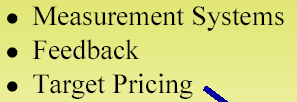 • Measurement Systems
• Feedback
• Target Pricing